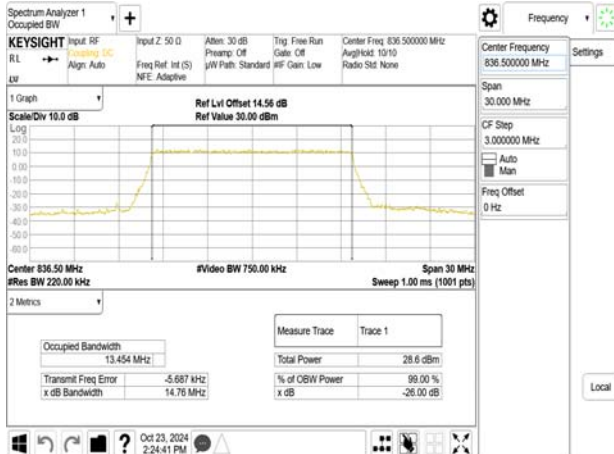 Spectrum Analyzer 1
Occupied BW
+
Frequency
KEYSIGHT
Input: RF
Coupling: DC
Align: Auto
RL
LV
Input Z: 50 Ω
Freq Ref: Int (S)
NFE: Adaptive
Atten: 30 dB
Preamp: Off
µW Path: Standard
Trig: Free Run
Gate: Off
#IF Gain: Low
Center Freq: 836.500000 MHz
Avg|Hold: 10/10
Radio Std: None
Center Frequency
836.500000 MHz
Settings
Span
30.000 MHz
CF Step
3.000000 MHz
Auto
Man
Freq Offset
0 Hz
Local
1 Graph
Scale/Div 10.0 dB
Ref Lvl Offset 14.56 dB
Ref Value 30.00 dBm
Log
20.0
10.0
0.00
-10.0
-20.0
-30.0
-40.0
-50.0
-60.0
Center 836.50 MHz
#Video BW 750.00 kHz
Span 30 MHz
#Res BW 220.00 kHz
Sweep 1.00 ms (1001 pts)
2 Metrics
Measure Trace Trace 1
Occupied Bandwidth
13.454 MHz
Total Power 28.6 dBm
Transmit Freq Error -5.687 kHz
% of OBW Power 99.00 %
x dB Bandwidth 14.76 MHz
x dB -26.00 dB
?
Oct 23, 2024
2:24:41 PM